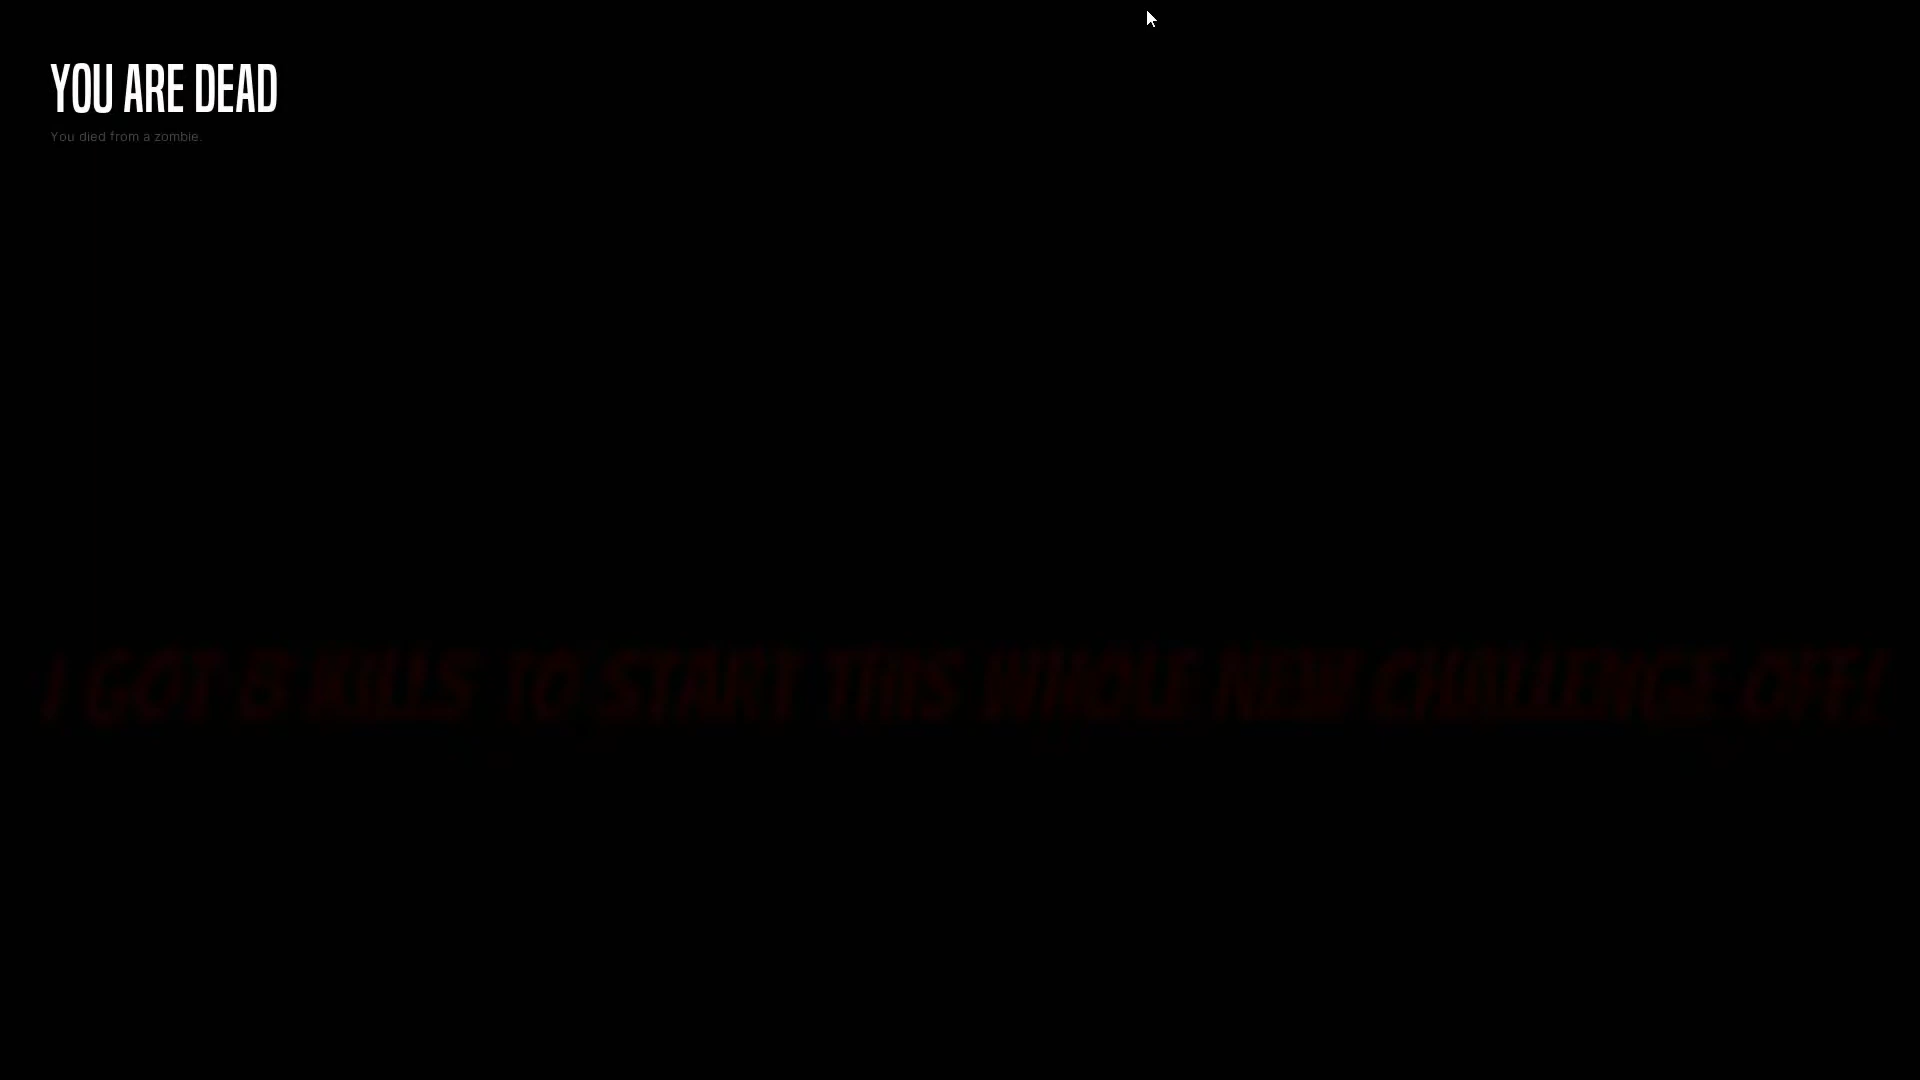 YOU ARE DEAD
You died from a zombie.
I GOT 8 KILLS TO START THIS WHOLE NEW CHALLENGE OFF!